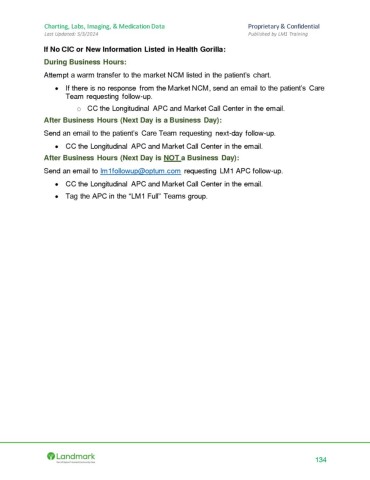 Charting, Labs, Imaging, & Medication Data Proprietary & Confidential
Last Updated: 5/3/2024 Published by LM1 Training
If No CIC or New Information Listed in Health Gorilla:
During Business Hours:
Attempt a warm transfer to the market NCM listed in the patient's chart.
• If there is no response from the Market NCM, send an email to the patient's Care
Team requesting follow-up.
o CC the Longitudinal APC and Market Call Center in the email.
After Business Hours (Next Day is a Business Day):
Send an email to the patient's Care Team requesting next-day follow-up.
• CC the Longitudinal APC and Market Call Center in the email.
After Business Hours (Next Day is NOT a Business Day):
Send an email to lm1followup@optum.com requesting LM1 APC follow-up.
• CC the Longitudinal APC and Market Call Center in the email.
• Tag the APC in the "LM1 Full" Teams group.
Landmark
134